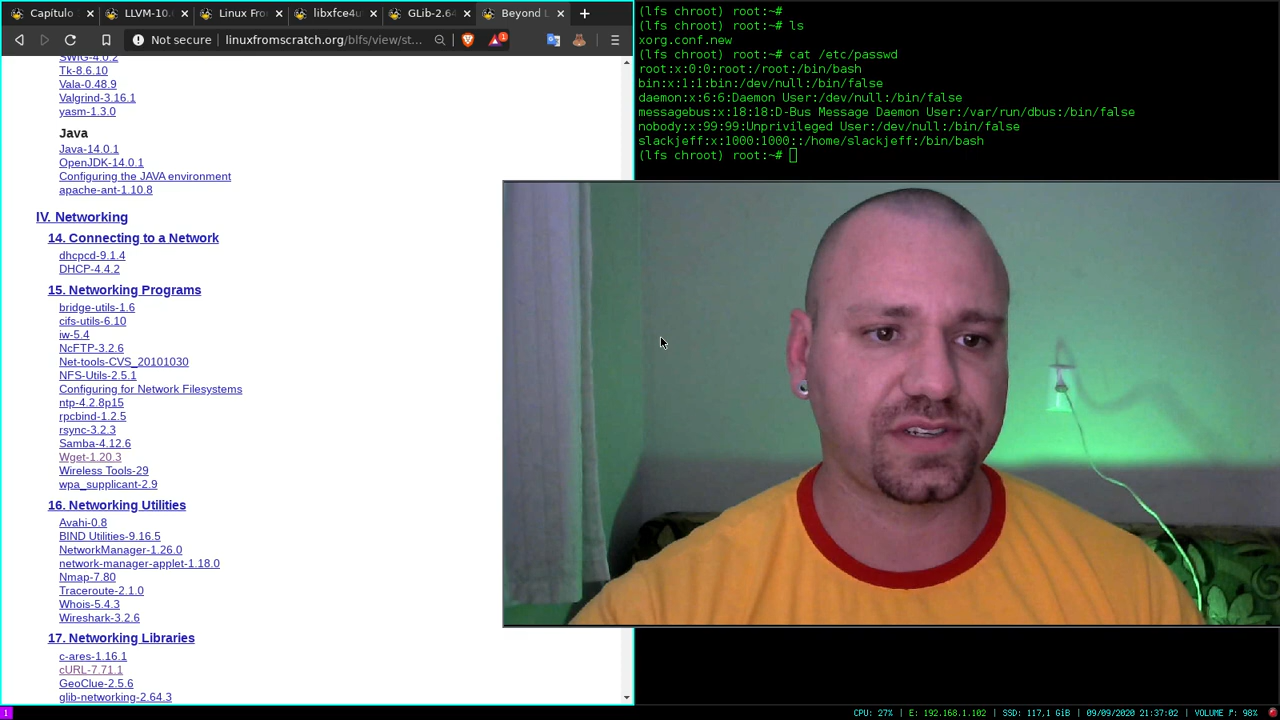 Capítulo
LLVM-10.
Linux Fro
libxfce4u
GLib-2.64
Beyond L
Not secure
linuxfromscratch.org/blfs/view/st...
1
SWIG-4.0.2
Tk-8.6.10
Vala-0.48.9
Valgrind-3.16.1
yasm-1.3.0
Java
Java-14.0.1
OpenJDK-14.0.1
Configuring the JAVA environment
apache-ant-1.10.8
IV. Networking
14. Connecting to a Network
dhcpcd-9.1.4
DHCP-4.4.2
15. Networking Programs
bridge-utils-1.6
cifs-utils-6.10
iw-5.4
NcFTP-3.2.6
Net-tools-CVS_20101030
NFS-Utils-2.5.1
Configuring for Network Filesystems
ntp-4.2.8p15
rpcbind-1.2.5
rsync-3.2.3
Samba-4.12.6
Wget-1.20.3
Wireless Tools-29
wpa_supplicant-2.9
16. Networking Utilities
Avahi-0.8
BIND Utilities-9.16.5
NetworkManager-1.26.0
network-manager-applet-1.18.0
Nmap-7.80
Traceroute-2.1.0
Whois-5.4.3
Wireshark-3.2.6
17. Networking Libraries
c-ares-1.16.1
cURL-7.71.1
GeoClue-2.5.6
glib-networking-2.64.3
(lfs chroot) root:~#
(lfs chroot) root:~# ls
xorg.conf.new
(lfs chroot) root:~# cat /etc/passwd
root:x:0:0:root:/root:/bin/bash
bin:x:1:1:bin:/dev/null:/bin/false
daemon:x:6:6:Daemon User:/dev/null:/bin/false
messagebus:x:18:18:D-Bus Message Daemon User:/var/run/dbus:/bin/false
nobody:x:99:99:Unprivileged User:/dev/null:/bin/false
slackjeff:x:1000:1000::/home/slackjeff:/bin/bash
(lfs chroot) root:~#
1
CPU: 27% | E: 192.168.1.102 | SSD: 117,1 GiB | 09/09/2020 21:37:02 | VOLUME ♪: 98%